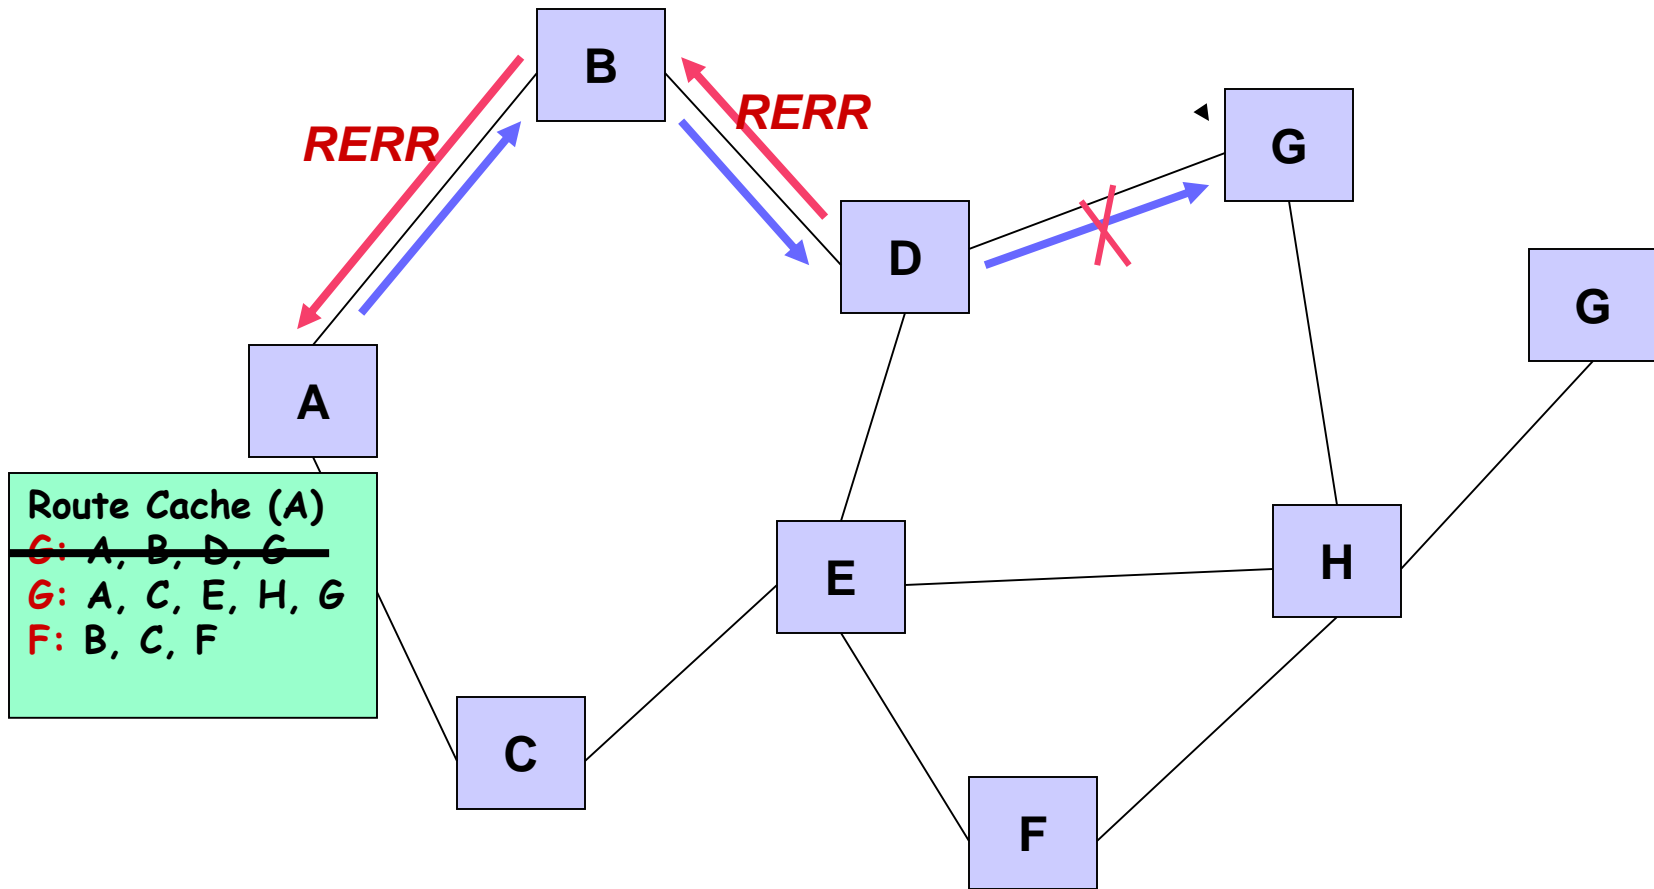 B
RERR
RERR
G
D
G
A
Route Cache (A)
G: A, B, D, G
G: A, C, E, H, G
F: B, C, F
E
H
C
F